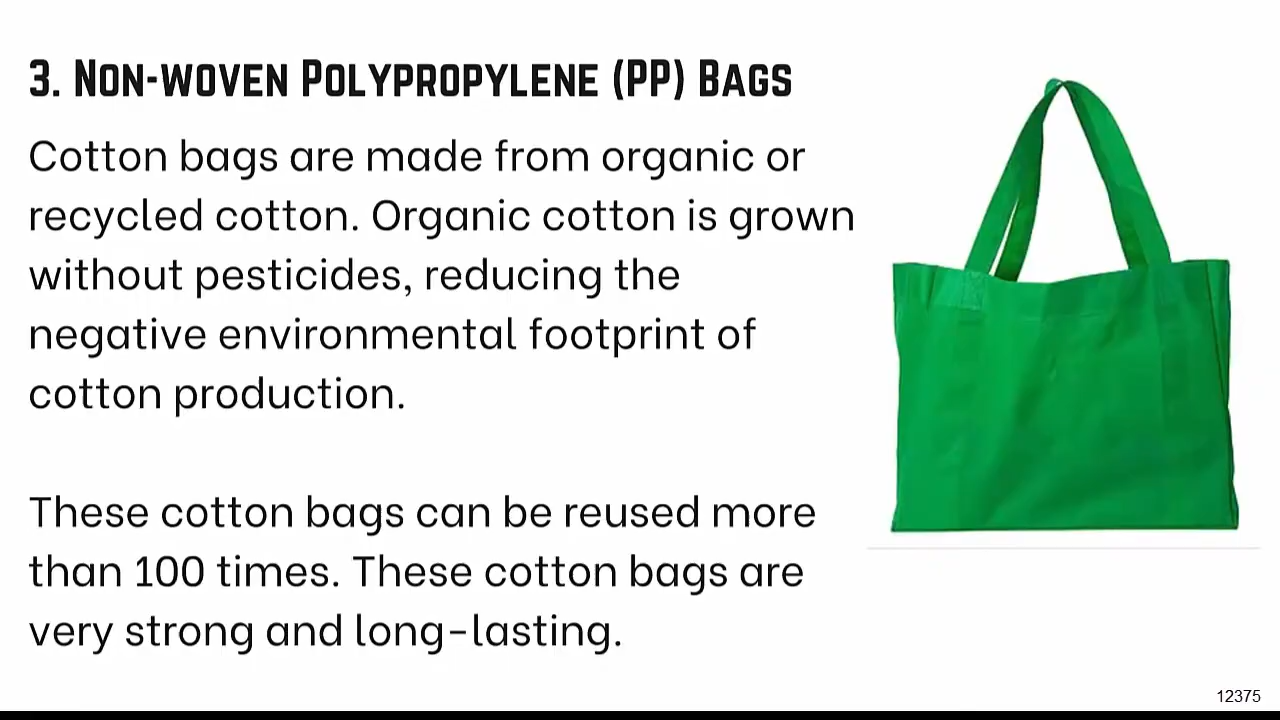 3. Non-woven Polypropylene (PP) Bags
Cotton bags are made from organic or
recycled cotton. Organic cotton is grown
without pesticides, reducing the
negative environmental footprint of
cotton production.
These cotton bags can be reused more
than 100 times. These cotton bags are
very strong and long-lasting.
12375